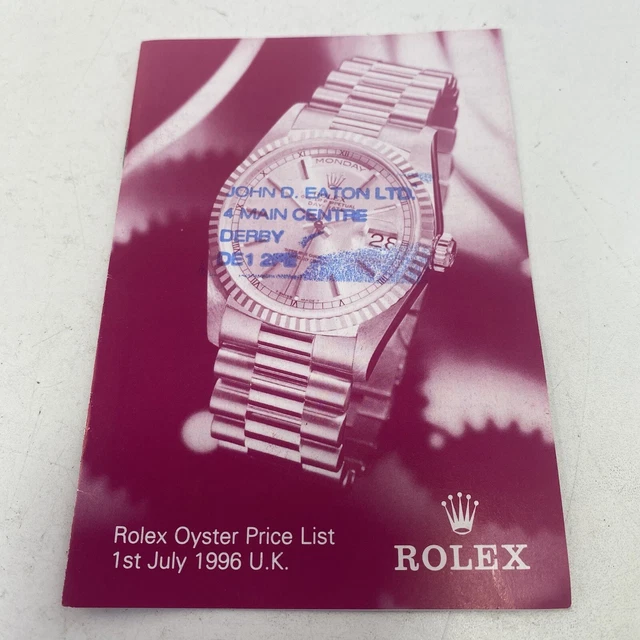 MONDAY
JOHN D. EATON LTD.
4 MAIN CENTRE
DERBY
28
DE1 2PE
Rolex Oyster Price List
1st July 1996 U.K.
ROLEX